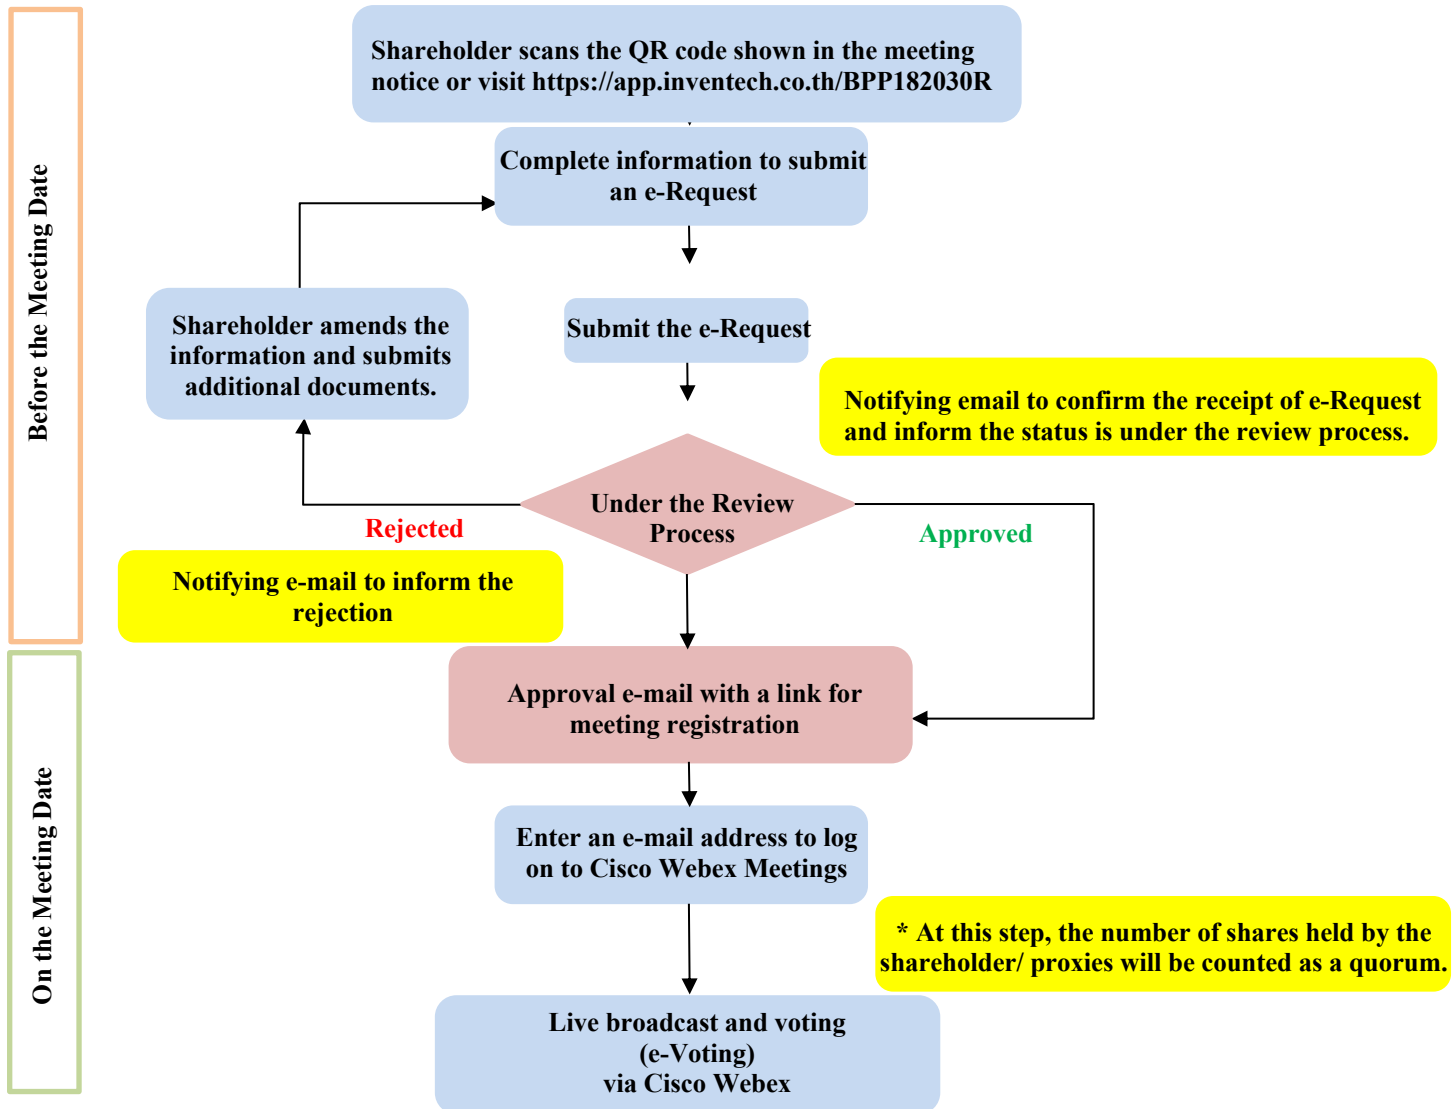 Before the Meeting Date
Shareholder scans the QR code shown in the meeting
notice or visit https://app.inventech.co.th/BPP182030R
Complete information to submit
an e-Request
Submit the e-Request
Shareholder amends the
information and submits
additional documents.
Notifying email to confirm the receipt of e-Request
and inform the status is under the review process.
Under the Review
Process
Rejected
Approved
Notifying e-mail to inform the
rejection
On the Meeting Date
Approval e-mail with a link for
meeting registration
Enter an e-mail address to log
on to Cisco Webex Meetings
* At this step, the number of shares held by the
shareholder/ proxies will be counted as a quorum.
Live broadcast and voting
(e-Voting)
via Cisco Webex